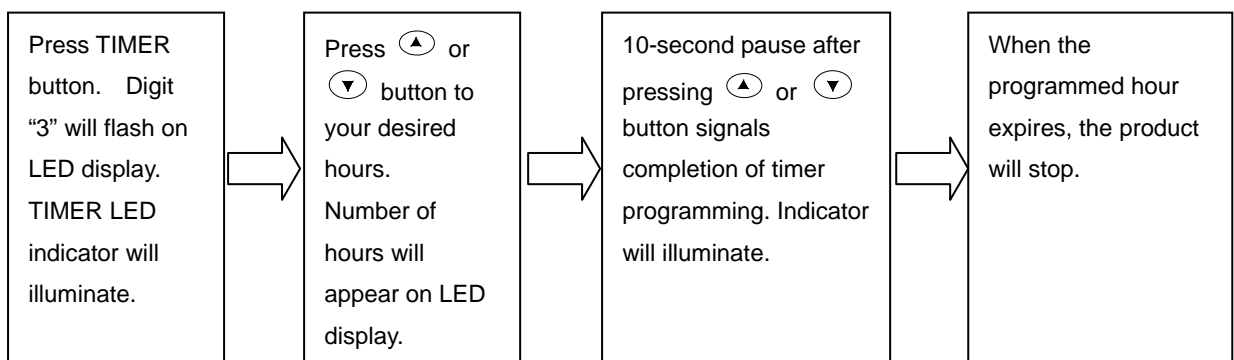 Press TIMER
button. Digit
“3” will flash on
LED display.
TIMER LED
indicator will
illuminate.
Press ▲ or
▼ button to
your desired
hours.
Number of
hours will
appear on LED
display.
10-second pause after
pressing ▲ or ▼
button signals
completion of timer
programming. Indicator
will illuminate.
When the
programmed hour
expires, the product
will stop.